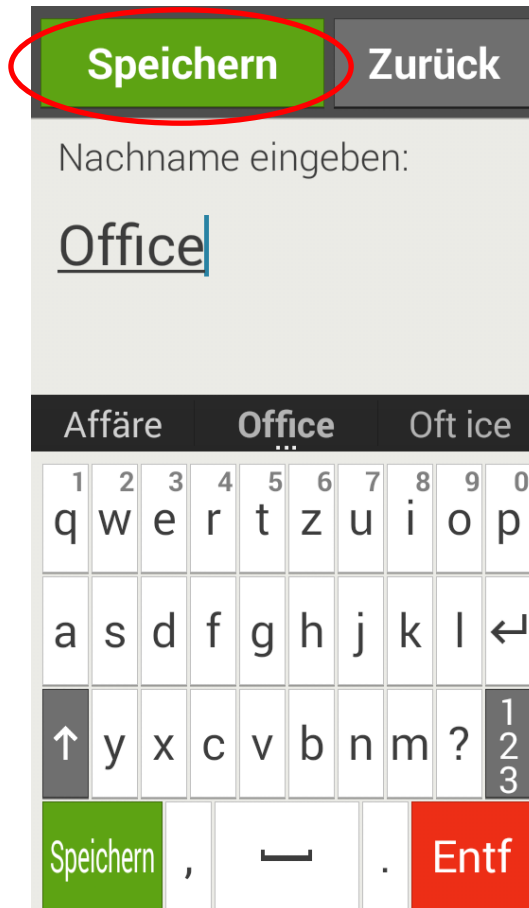 Speichern Zurück
Nachname eingeben:
Office
Affäre Office Oft ice
1 2 3 4 5 6 7 8 9 0
q w e r t z u i o p
a s d f g h j k l ↵
↑ y x c v b n m ? 1 2 3
Speichern , . Entf